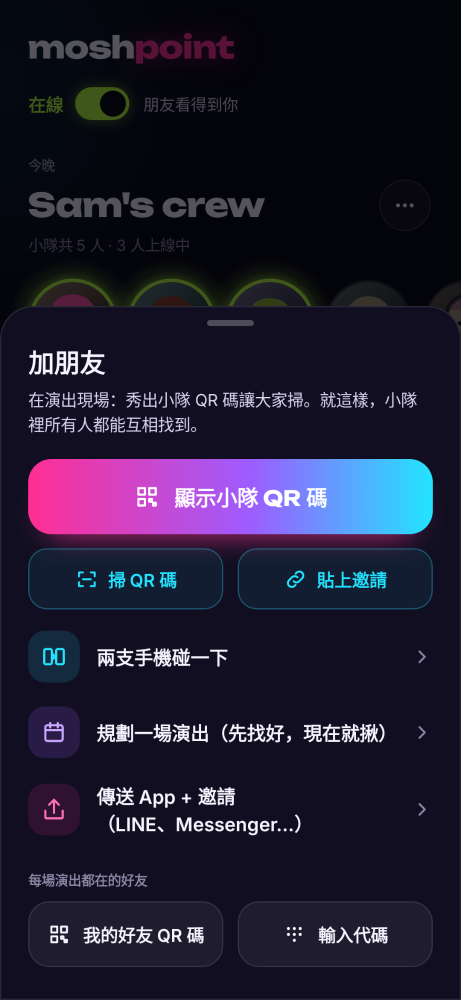 moshpoint
在線 朋友看得到你
今晚
Sam's crew
小隊共 5 人 · 3 人上線中
加朋友
在演出現場：秀出小隊 QR 碼讓大家掃。就這樣，小隊
裡所有人都能互相找到。
顯示小隊 QR 碼
掃 QR 碼 貼上邀請
兩支手機碰一下
規劃一場演出（先找好，現在就揪）
傳送 App + 邀請
（LINE、Messenger…）
每場演出都在的好友
我的好友 QR 碼 輸入代碼